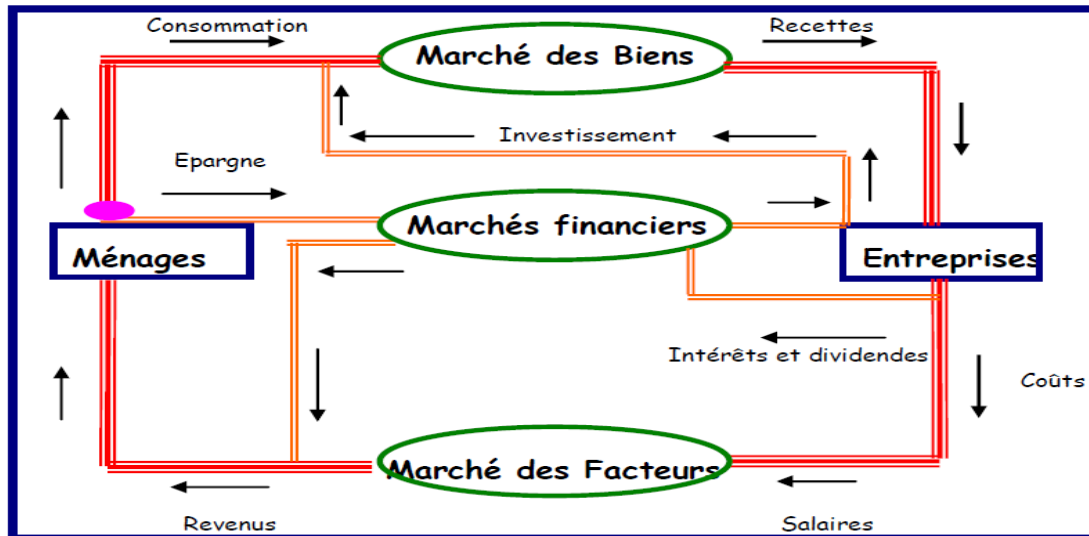 Consommation
Recettes
Marché des Biens
Investissement
Epargne
Marchés financiers
Ménages
Entreprises
Intérêts et dividendes
Coûts
Marché des Facteurs
Revenus
Salaires